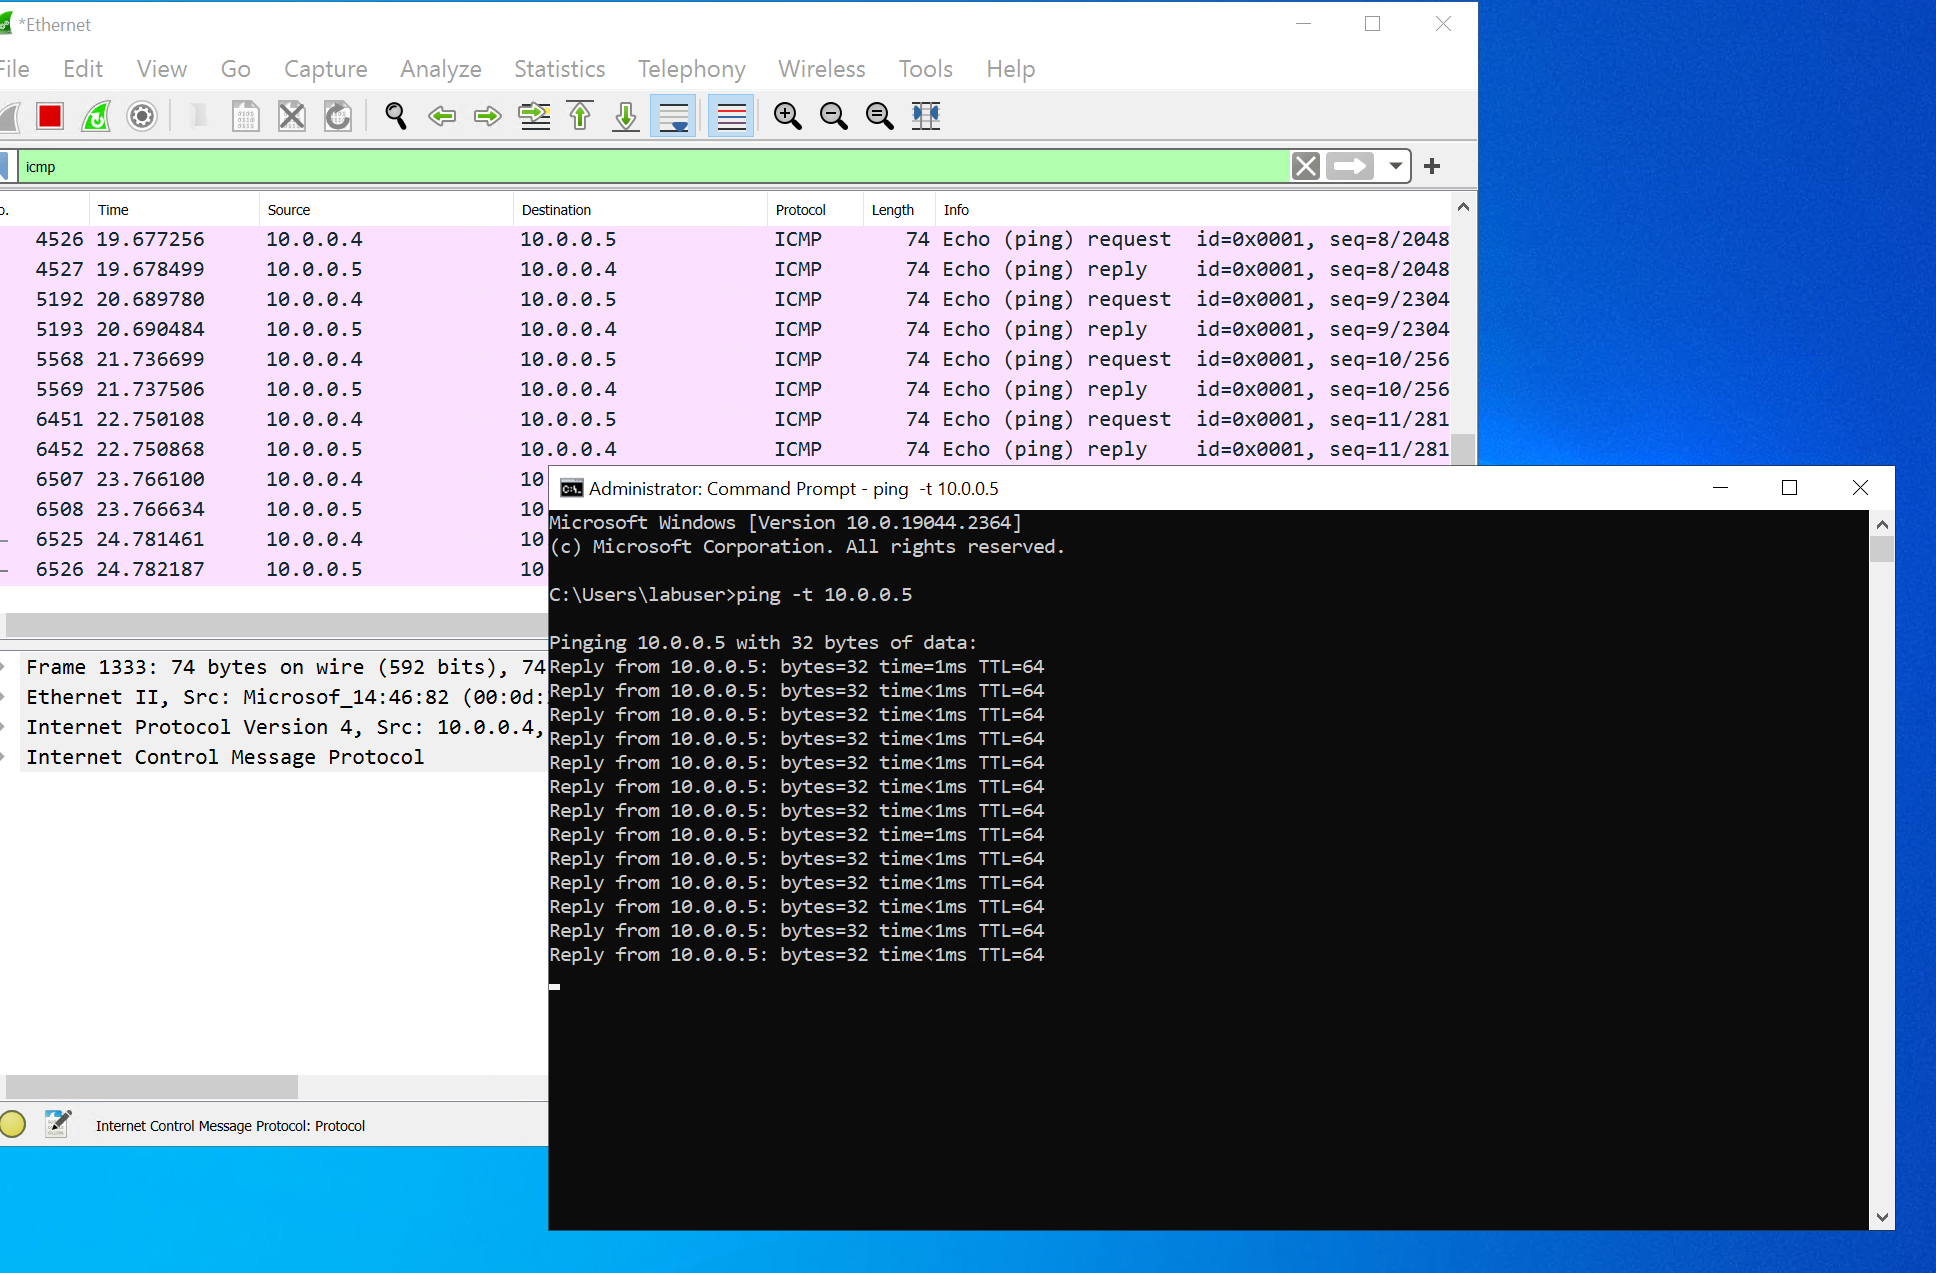 *Ethernet
File Edit View Go Capture Analyze Statistics Telephony Wireless Tools Help
icmp
o. Time Source Destination Protocol Length Info
4526 19.677256 10.0.0.4 10.0.0.5 ICMP 74 Echo (ping) request id=0x0001, seq=8/2048
4527 19.678499 10.0.0.5 10.0.0.4 ICMP 74 Echo (ping) reply id=0x0001, seq=8/2048
5192 20.689780 10.0.0.4 10.0.0.5 ICMP 74 Echo (ping) request id=0x0001, seq=9/2304
5193 20.690484 10.0.0.5 10.0.0.4 ICMP 74 Echo (ping) reply id=0x0001, seq=9/2304
5568 21.736699 10.0.0.4 10.0.0.5 ICMP 74 Echo (ping) request id=0x0001, seq=10/256
5569 21.737506 10.0.0.5 10.0.0.4 ICMP 74 Echo (ping) reply id=0x0001, seq=10/256
6451 22.750108 10.0.0.4 10.0.0.5 ICMP 74 Echo (ping) request id=0x0001, seq=11/281
6452 22.750868 10.0.0.5 10.0.0.4 ICMP 74 Echo (ping) reply id=0x0001, seq=11/281
6507 23.766100 10.0.0.4 10
6508 23.766634 10.0.0.5 10
6525 24.781461 10.0.0.4 10
6526 24.782187 10.0.0.5 10
Frame 1333: 74 bytes on wire (592 bits), 74
Ethernet II, Src: Microsof_14:46:82 (00:0d:
Internet Protocol Version 4, Src: 10.0.0.4,
Internet Control Message Protocol
Internet Control Message Protocol: Protocol
Administrator: Command Prompt - ping -t 10.0.0.5
Microsoft Windows [Version 10.0.19044.2364]
(c) Microsoft Corporation. All rights reserved.
C:\Users\labuser>ping -t 10.0.0.5
Pinging 10.0.0.5 with 32 bytes of data:
Reply from 10.0.0.5: bytes=32 time=1ms TTL=64
Reply from 10.0.0.5: bytes=32 time<1ms TTL=64
Reply from 10.0.0.5: bytes=32 time<1ms TTL=64
Reply from 10.0.0.5: bytes=32 time<1ms TTL=64
Reply from 10.0.0.5: bytes=32 time<1ms TTL=64
Reply from 10.0.0.5: bytes=32 time<1ms TTL=64
Reply from 10.0.0.5: bytes=32 time<1ms TTL=64
Reply from 10.0.0.5: bytes=32 time=1ms TTL=64
Reply from 10.0.0.5: bytes=32 time<1ms TTL=64
Reply from 10.0.0.5: bytes=32 time<1ms TTL=64
Reply from 10.0.0.5: bytes=32 time<1ms TTL=64
Reply from 10.0.0.5: bytes=32 time<1ms TTL=64
Reply from 10.0.0.5: bytes=32 time<1ms TTL=64